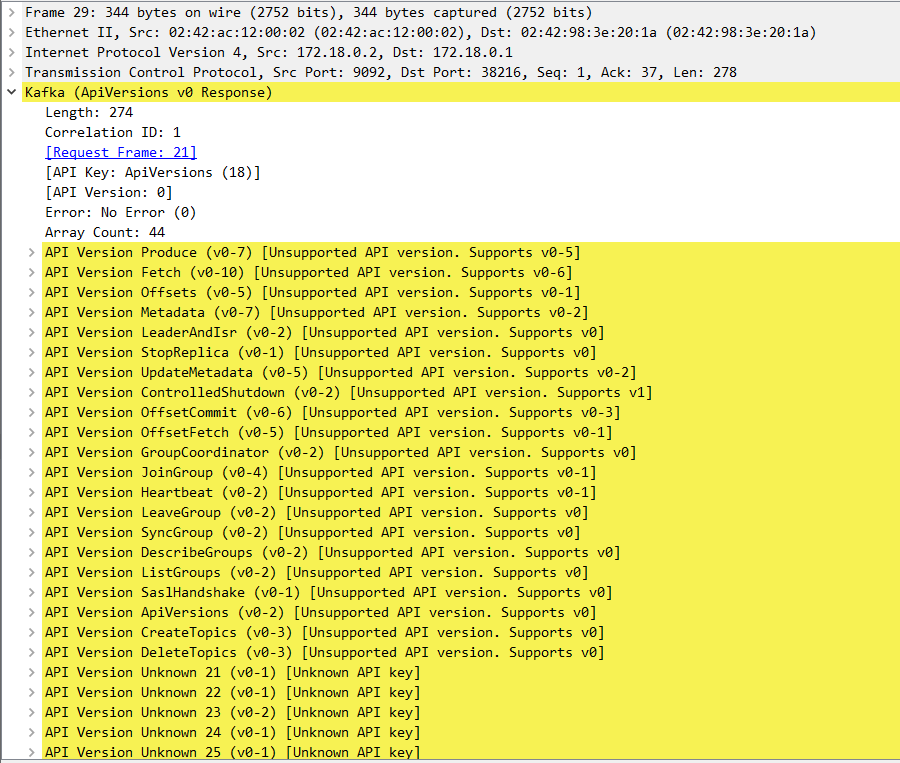 Frame 29: 344 bytes on wire (2752 bits), 344 bytes captured (2752 bits)
Ethernet II, Src: 02:42:ac:12:00:02 (02:42:ac:12:00:02), Dst: 02:42:98:3e:20:1a (02:42:98:3e:20:1a)
Internet Protocol Version 4, Src: 172.18.0.2, Dst: 172.18.0.1
Transmission Control Protocol, Src Port: 9092, Dst Port: 38216, Seq: 1, Ack: 37, Len: 278
Kafka (ApiVersions v0 Response)
Length: 274
Correlation ID: 1
[Request Frame: 21]
[API Key: ApiVersions (18)]
[API Version: 0]
Error: No Error (0)
Array Count: 44
API Version Produce (v0-7) [Unsupported API version. Supports v0-5]
API Version Fetch (v0-10) [Unsupported API version. Supports v0-6]
API Version Offsets (v0-5) [Unsupported API version. Supports v0-1]
API Version Metadata (v0-7) [Unsupported API version. Supports v0-2]
API Version LeaderAndIsr (v0-2) [Unsupported API version. Supports v0]
API Version StopReplica (v0-1) [Unsupported API version. Supports v0]
API Version UpdateMetadata (v0-5) [Unsupported API version. Supports v0-2]
API Version ControlledShutdown (v0-2) [Unsupported API version. Supports v1]
API Version OffsetCommit (v0-6) [Unsupported API version. Supports v0-3]
API Version OffsetFetch (v0-5) [Unsupported API version. Supports v0-1]
API Version GroupCoordinator (v0-2) [Unsupported API version. Supports v0]
API Version JoinGroup (v0-4) [Unsupported API version. Supports v0-1]
API Version Heartbeat (v0-2) [Unsupported API version. Supports v0-1]
API Version LeaveGroup (v0-2) [Unsupported API version. Supports v0]
API Version SyncGroup (v0-2) [Unsupported API version. Supports v0]
API Version DescribeGroups (v0-2) [Unsupported API version. Supports v0]
API Version ListGroups (v0-2) [Unsupported API version. Supports v0]
API Version SaslHandshake (v0-1) [Unsupported API version. Supports v0]
API Version ApiVersions (v0-2) [Unsupported API version. Supports v0]
API Version CreateTopics (v0-3) [Unsupported API version. Supports v0]
API Version DeleteTopics (v0-3) [Unsupported API version. Supports v0]
API Version Unknown 21 (v0-1) [Unknown API key]
API Version Unknown 22 (v0-1) [Unknown API key]
API Version Unknown 23 (v0-2) [Unknown API key]
API Version Unknown 24 (v0-1) [Unknown API key]
API Version Unknown 25 (v0-1) [Unknown API key]